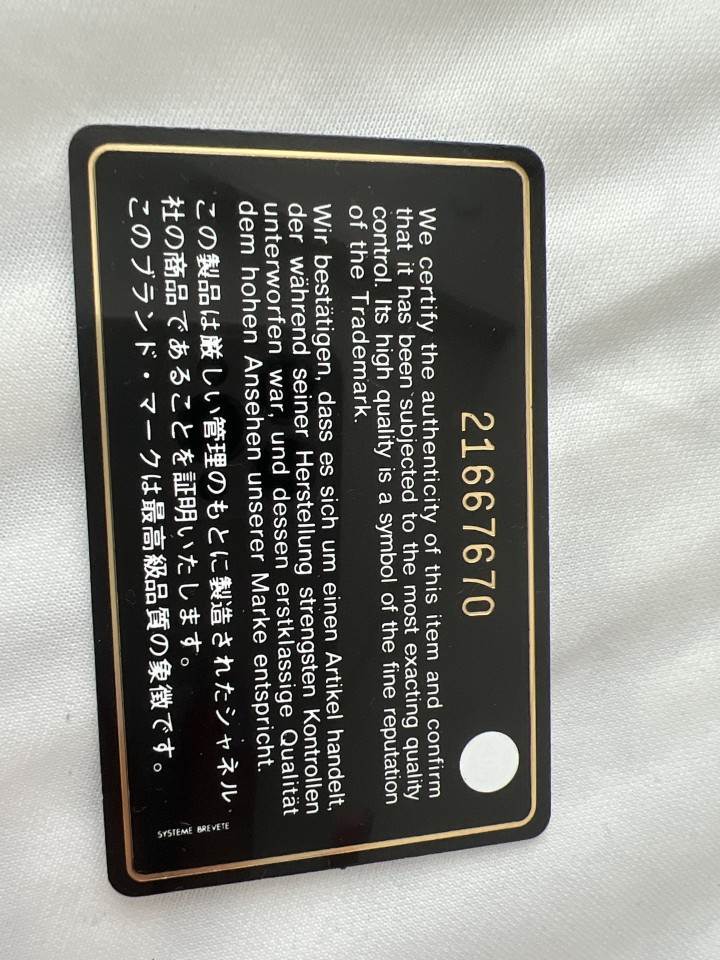 21667670
We certify the authenticity of this item and confirm
that it has been subjected to the most exacting quality
control. Its high quality is a symbol of the fine reputation
of the Trademark.
Wir bestätigen, dass es sich um einen Artikel handelt,
der während seiner Herstellung strengsten Kontrollen
unterworfen war, und dessen erstklassige Qualität
dem hohen Ansehen unserer Marke entspricht.
この製品は厳しい管理のもとに製造されたシャネル
社の商品であることを証明いたします。
このブランド・マークは最高級品質の象徴です。
SYSTEME BREVETE